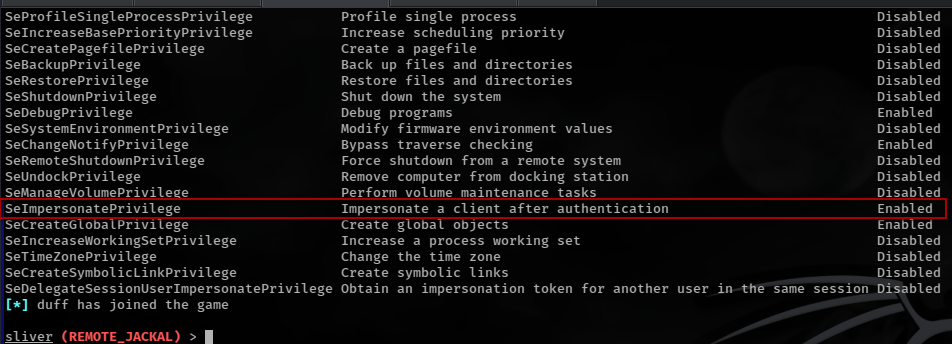 SeProfileSingleProcessPrivilege Profile single process Disabled
SeIncreaseBasePriorityPrivilege Increase scheduling priority Disabled
SeCreatePagefilePrivilege Create a pagefile Disabled
SeBackupPrivilege Back up files and directories Disabled
SeRestorePrivilege Restore files and directories Disabled
SeShutdownPrivilege Shut down the system Disabled
SeDebugPrivilege Debug programs Enabled
SeSystemEnvironmentPrivilege Modify firmware environment values Disabled
SeChangeNotifyPrivilege Bypass traverse checking Enabled
SeRemoteShutdownPrivilege Force shutdown from a remote system Disabled
SeUndockPrivilege Remove computer from docking station Disabled
SeManageVolumePrivilege Perform volume maintenance tasks Disabled
SeImpersonatePrivilege Impersonate a client after authentication Enabled
SeCreateGlobalPrivilege Create global objects Enabled
SeIncreaseWorkingSetPrivilege Increase a process working set Disabled
SeTimeZonePrivilege Change the time zone Disabled
SeCreateSymbolicLinkPrivilege Create symbolic links Disabled
SeDelegateSessionUserImpersonatePrivilege Obtain an impersonation token for another user in the same session Disabled
[*] duff has joined the game
sliver (REMOTE_JACKAL) >